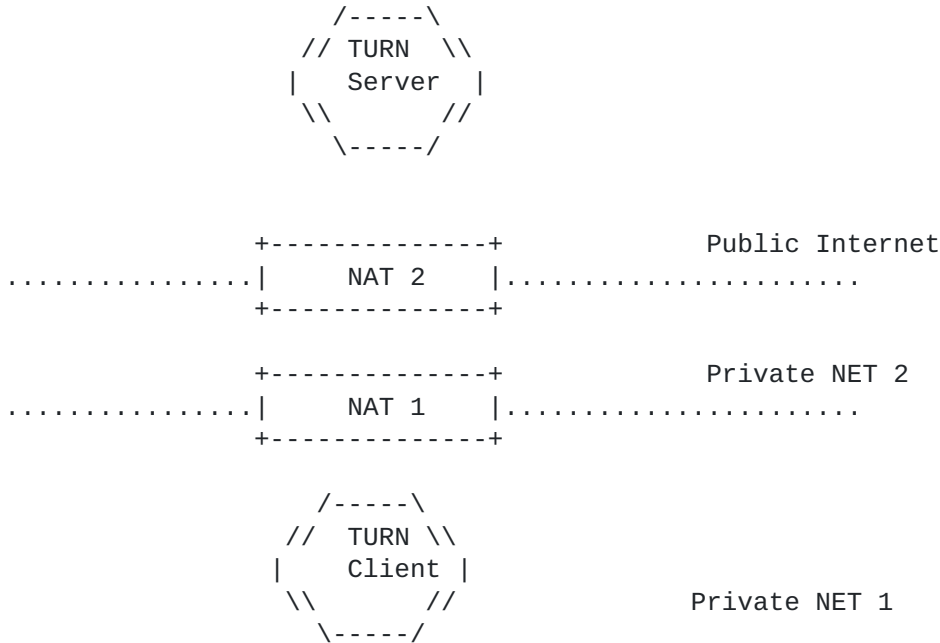 /-----\
// TURN \\
| Server |
\\ //
\-----/
+--------------+ Public Internet
................| NAT 2 |.......................
+--------------+
+--------------+ Private NET 2
................| NAT 1 |.......................
+--------------+
/-----\
// TURN \\
| Client |
\\ // Private NET 1
\-----/